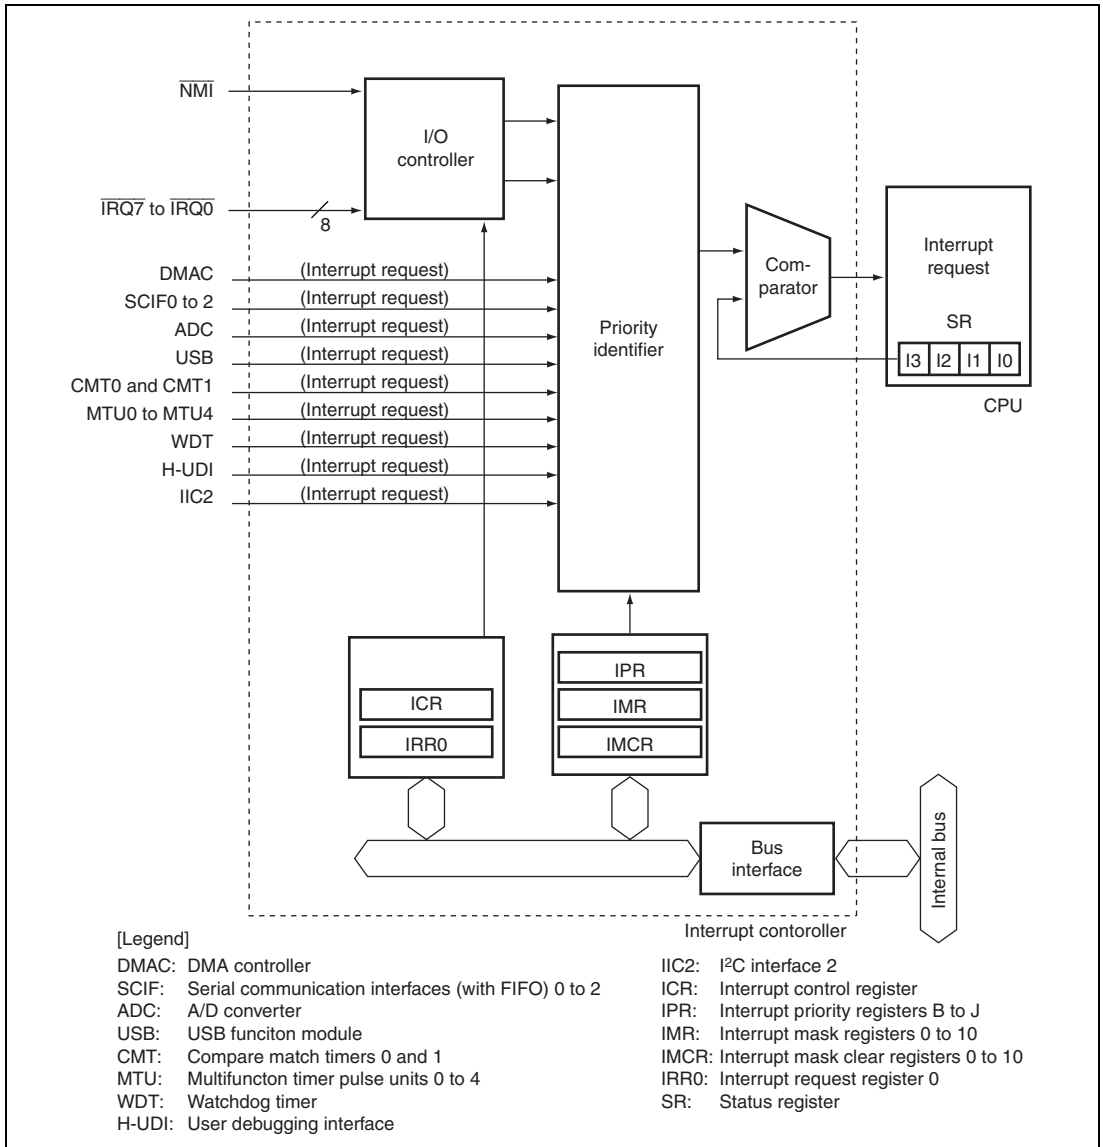 NMI
I/O
controller
IRQ7 to IRQ0
8
DMAC (Interrupt request)
SCIF0 to 2 (Interrupt request)
ADC (Interrupt request)
USB (Interrupt request)
CMT0 and CMT1 (Interrupt request)
MTU0 to MTU4 (Interrupt request)
WDT (Interrupt request)
H-UDI (Interrupt request)
IIC2 (Interrupt request)
Priority
identifier
Com-
parator
Interrupt
request
SR
I3 I2 I1 I0
CPU
ICR
IRR0
IPR
IMR
IMCR
Bus
interface
Internal bus
Interrupt contoroller
[Legend]
DMAC: DMA controller
SCIF: Serial communication interfaces (with FIFO) 0 to 2
ADC: A/D converter
USB: USB funciton module
CMT: Compare match timers 0 and 1
MTU: Multifuncton timer pulse units 0 to 4
WDT: Watchdog timer
H-UDI: User debugging interface
IIC2: I²C interface 2
ICR: Interrupt control register
IPR: Interrupt priority registers B to J
IMR: Interrupt mask registers 0 to 10
IMCR: Interrupt mask clear registers 0 to 10
IRR0: Interrupt request register 0
SR: Status register